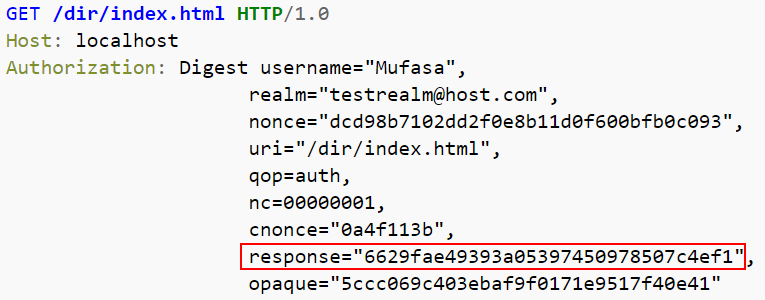 GET /dir/index.html HTTP/1.0
Host: localhost
Authorization: Digest username="Mufasa",
realm="testrealm@host.com",
nonce="dcd98b7102dd2f0e8b11d0f600bfb0c093",
uri="/dir/index.html",
qop=auth,
nc=00000001,
cnonce="0a4f113b",
response="6629fae49393a05397450978507c4ef1",
opaque="5ccc069c403ebaf9f0171e9517f40e41"